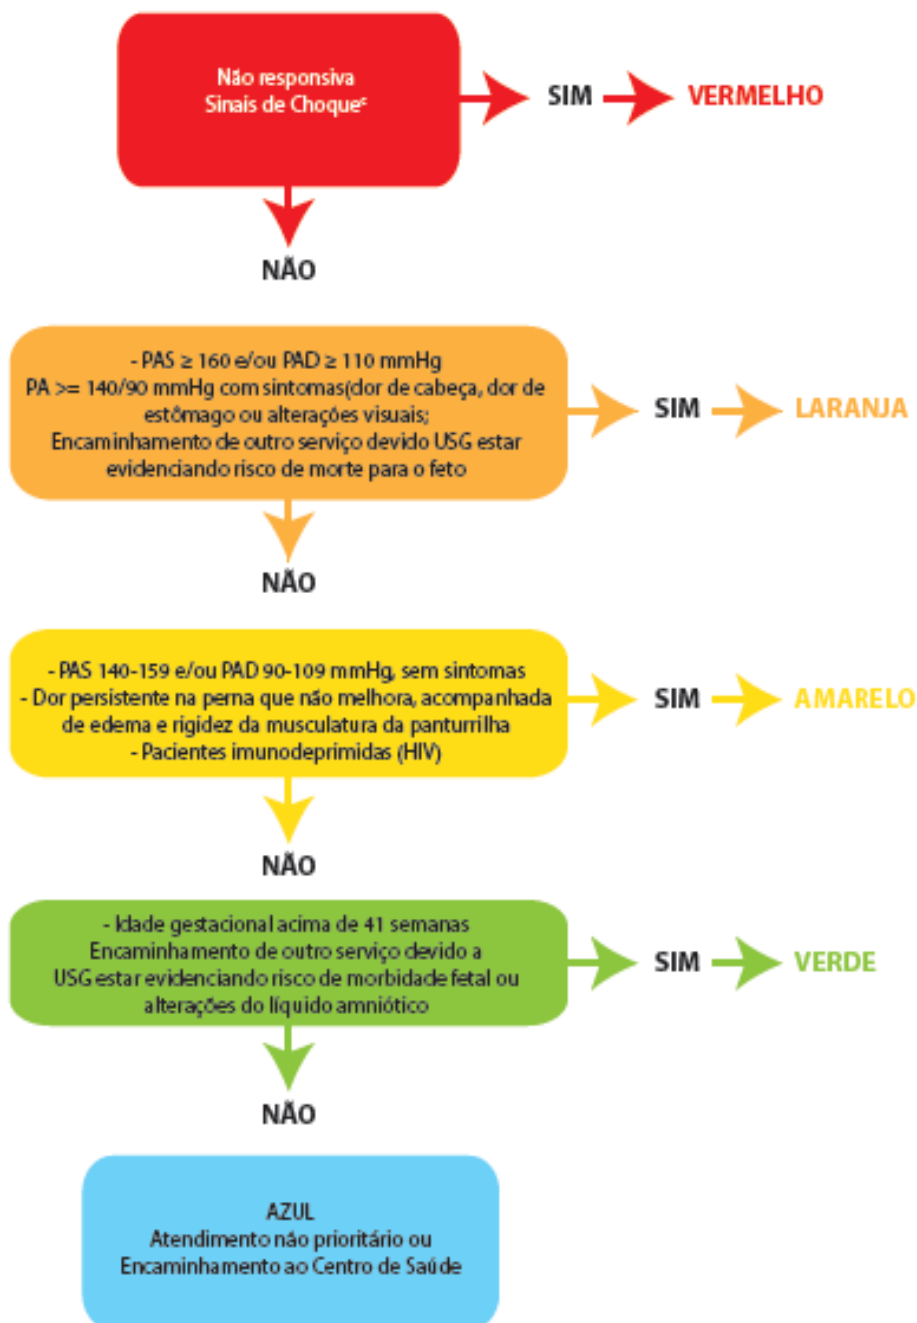 Não responsiva
Sinais de Choqueᶜ
SIM
VERMELHO
NÃO
- PAS ≥ 160 e/ou PAD ≥ 110 mmHg
PA >= 140/90 mmHg com sintomas(dor de cabeça, dor de
estômago ou alterações visuais;
Encaminhamento de outro serviço devido USG estar
evidenciando risco de morte para o feto
SIM
LARANJA
NÃO
- PAS 140-159 e/ou PAD 90-109 mmHg, sem sintomas
- Dor persistente na perna que não melhora, acompanhada
de edema e rigidez da musculatura da panturrilha
- Pacientes imunodeprimidas (HIV)
SIM
AMARELO
NÃO
- Idade gestacional acima de 41 semanas
Encaminhamento de outro serviço devido a
USG estar evidenciando risco de morbidade fetal ou
alterações do líquido amniótico
SIM
VERDE
NÃO
AZUL
Atendimento não prioritário ou
Encaminhamento ao Centro de Saúde